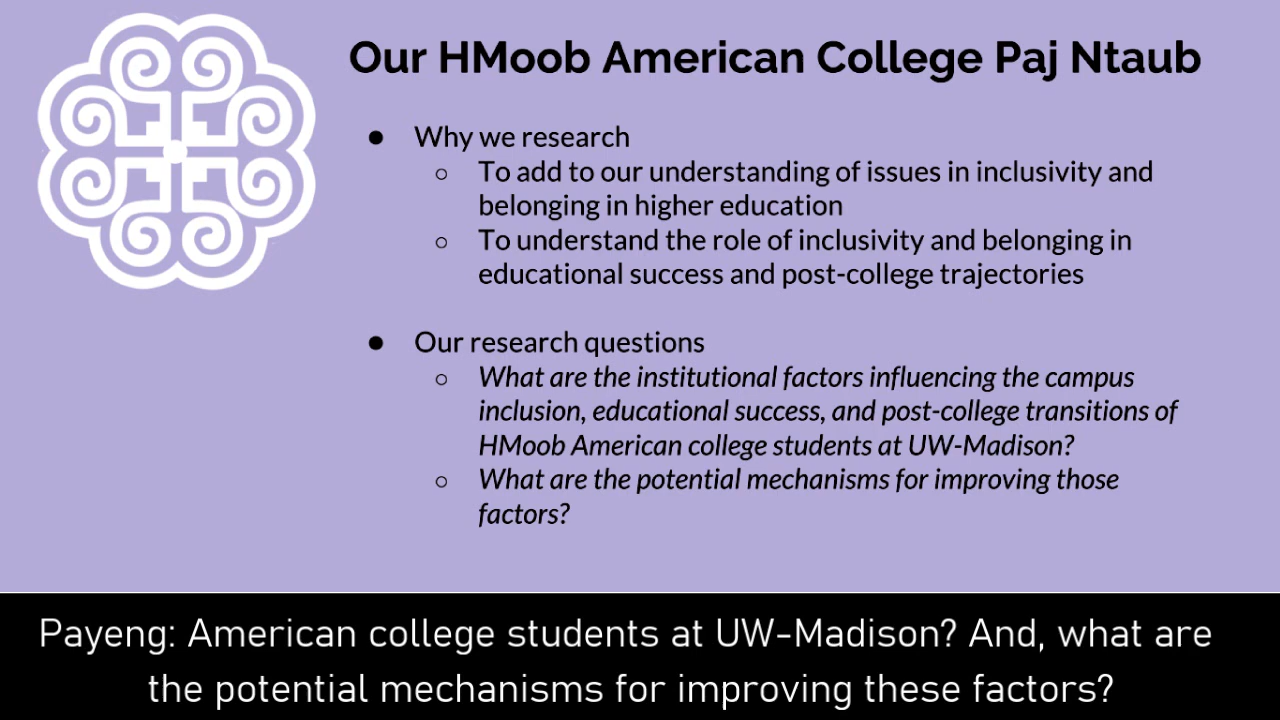 Our HMoob American College Paj Ntaub
● Why we research
○ To add to our understanding of issues in inclusivity and
belonging in higher education
○ To understand the role of inclusivity and belonging in
educational success and post-college trajectories
● Our research questions
○ What are the institutional factors influencing the campus
inclusion, educational success, and post-college transitions of
HMoob American college students at UW-Madison?
○ What are the potential mechanisms for improving those
factors?
Payeng: American college students at UW-Madison? And, what are
the potential mechanisms for improving these factors?